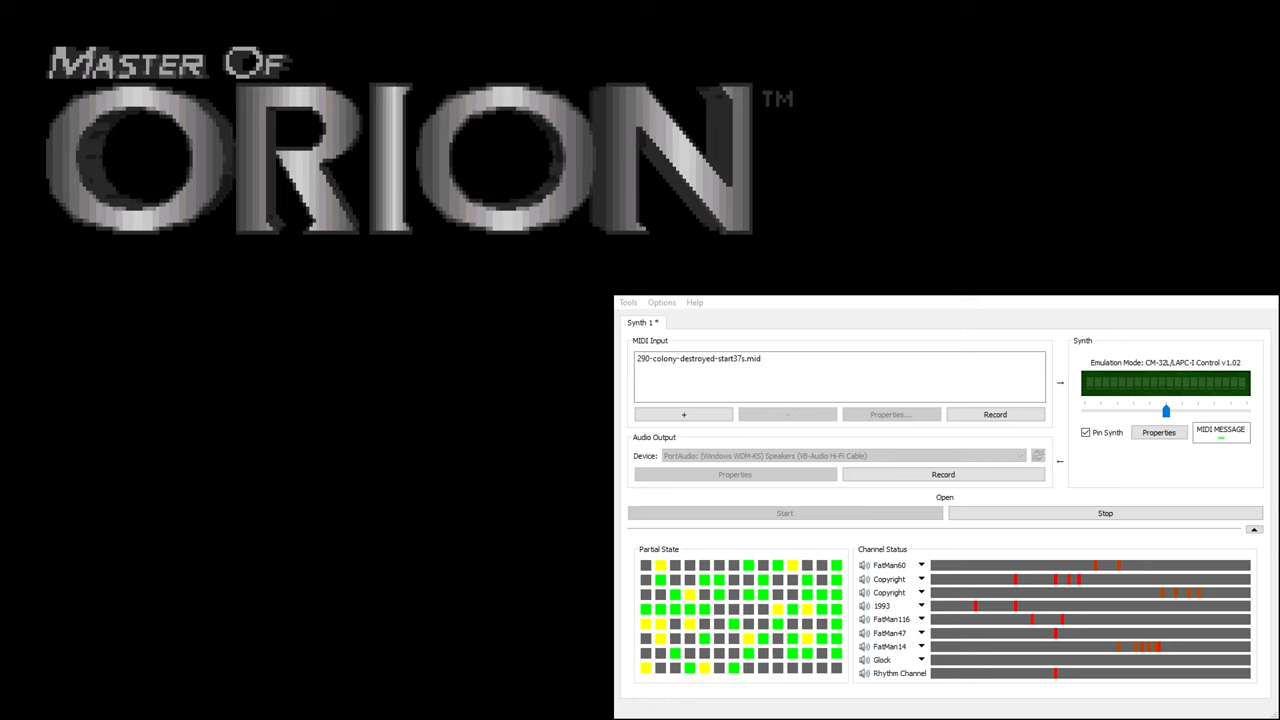 MASTER OF
ORION™
Tools Options Help
Synth 1 *
MIDI Input
290-colony-destroyed-start37s.mid
+ - Properties... Record
Synth
Emulation Mode: CM-32L/LAPC-I Control v1.02
Pin Synth Properties MIDI MESSAGE
Audio Output
Device: PortAudio: (Windows WDM-KS) Speakers (VB-Audio Hi-Fi Cable)
Properties Record
Open
Start Stop
Partial State
Channel Status
FatMan60
Copyright
Copyright
1993
FatMan116
FatMan47
FatMan14
Glock
Rhythm Channel